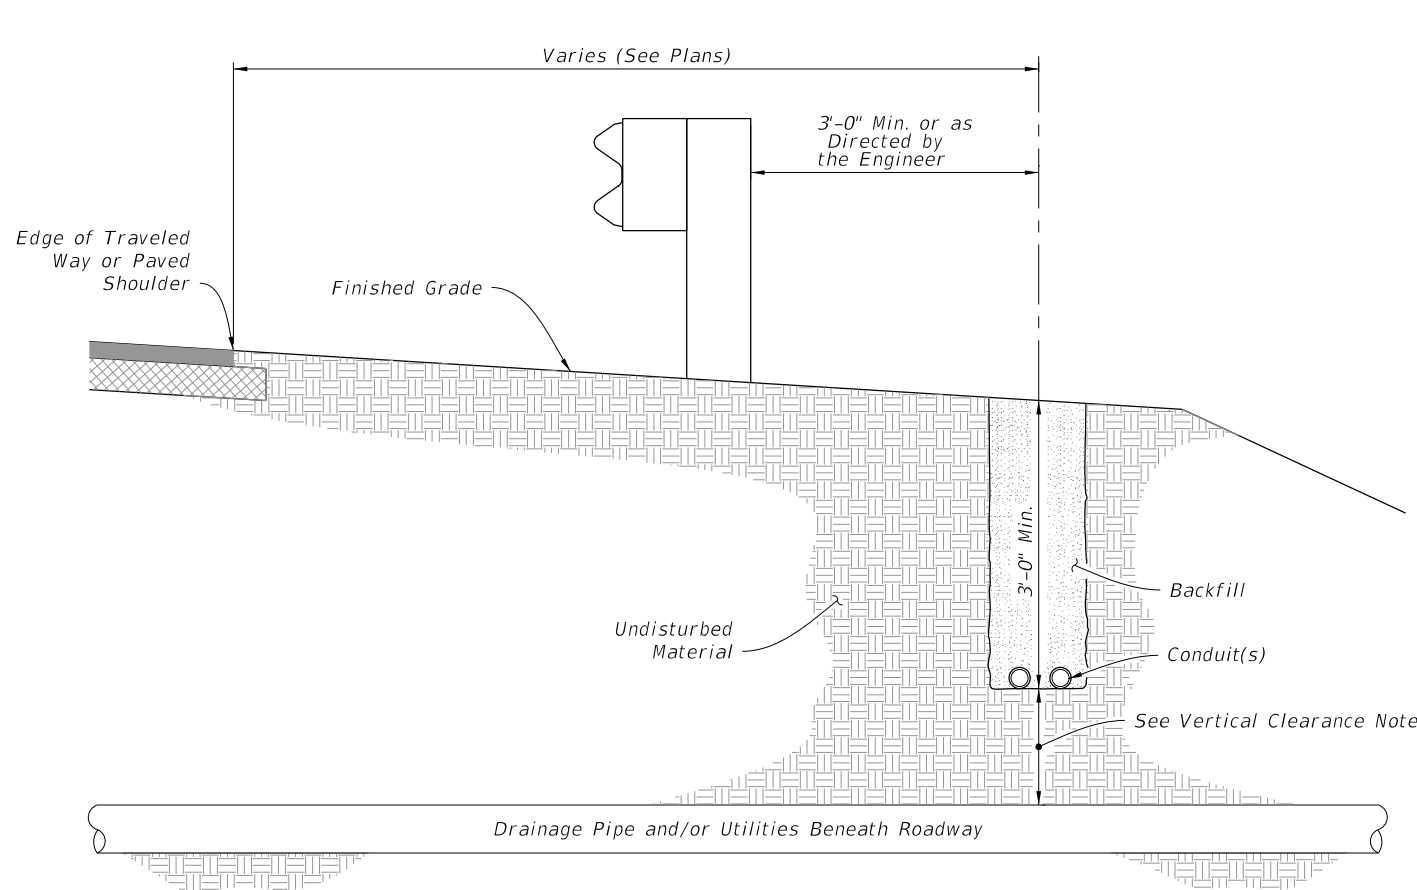 Varies (See Plans)
3'-0" Min. or as
Directed by
the Engineer
Edge of Traveled
Way or Paved
Shoulder
Finished Grade
3'-0" Min.
Backfill
Undisturbed
Material
Conduit(s)
See Vertical Clearance Note
Drainage Pipe and/or Utilities Beneath Roadway